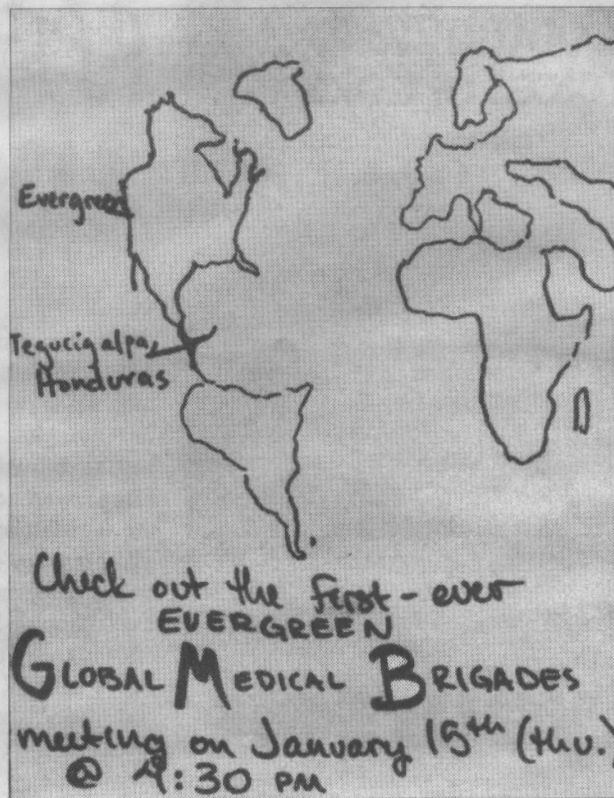 Evergreen
Tegucigalpa,
Honduras
Check out the first-ever
EVERGREEN
GLOBAL MEDICAL BRIGADES
meeting on January 15th (thu.)
@ 4:30 PM